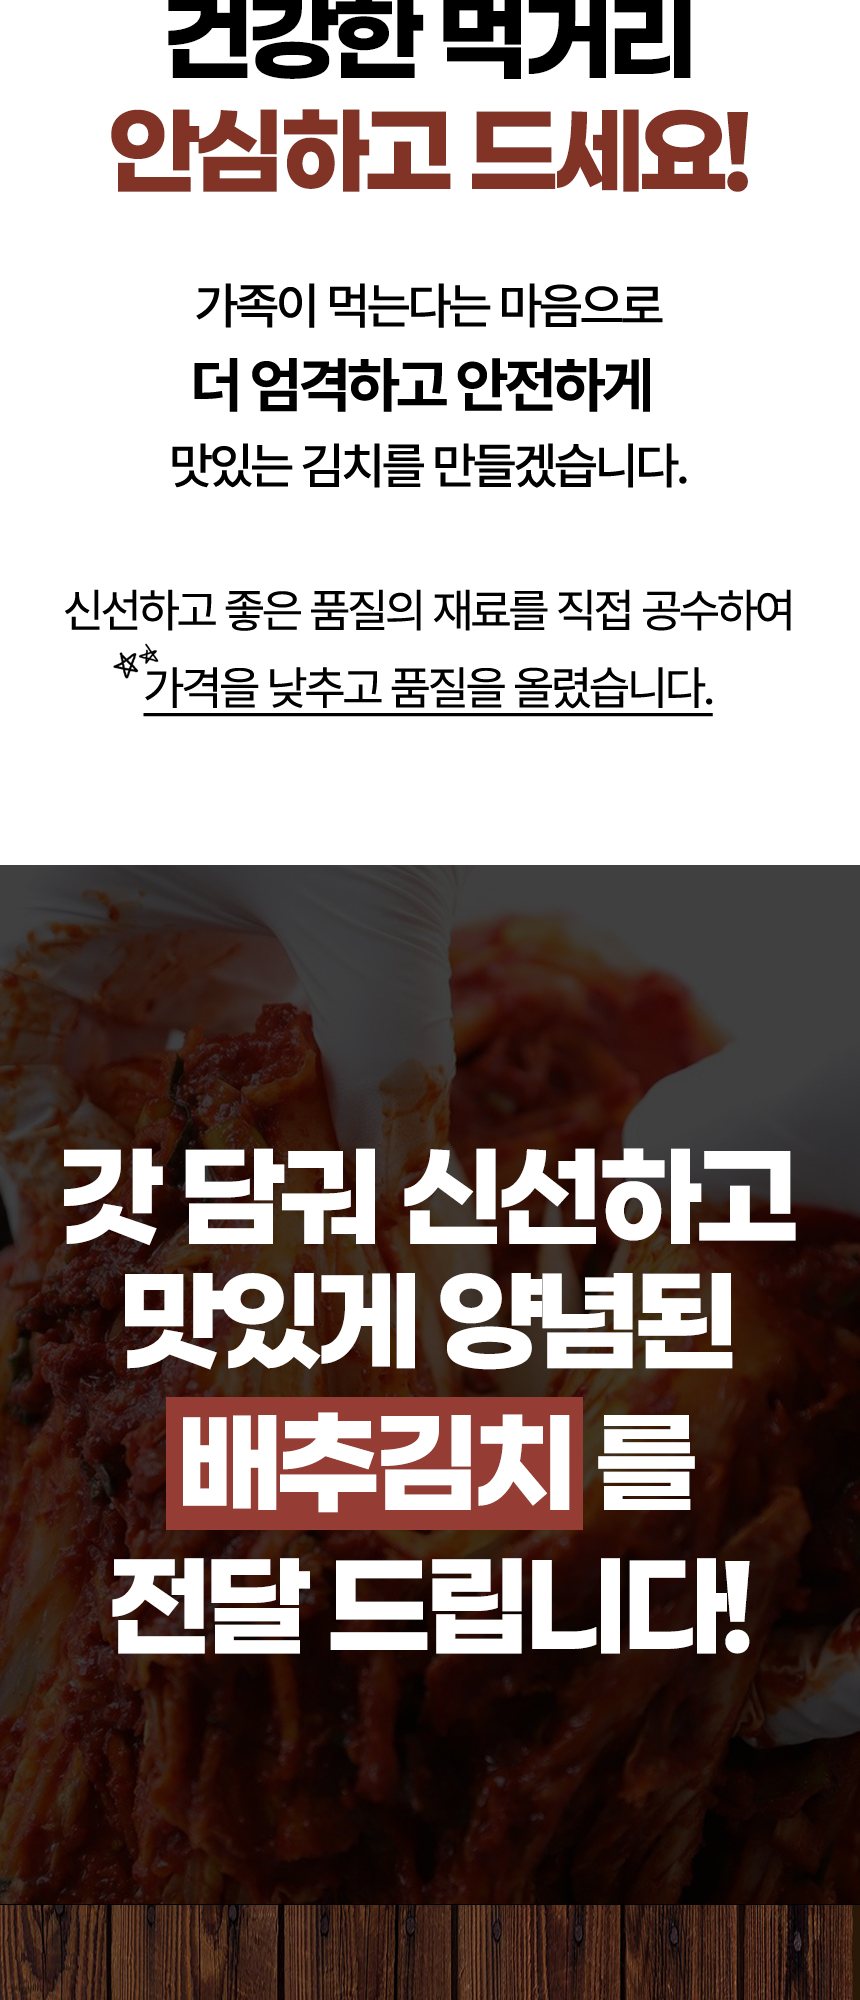 건강한 먹거리
안심하고 드세요!
가족이 먹는다는 마음으로
더 엄격하고 안전하게
맛있는 김치를 만들겠습니다.
신선하고 좋은 품질의 재료를 직접 공수하여
가격을 낮추고 품질을 올렸습니다.
갓 담궈 신선하고
맛있게 양념된
배추김치 를
전달 드립니다!